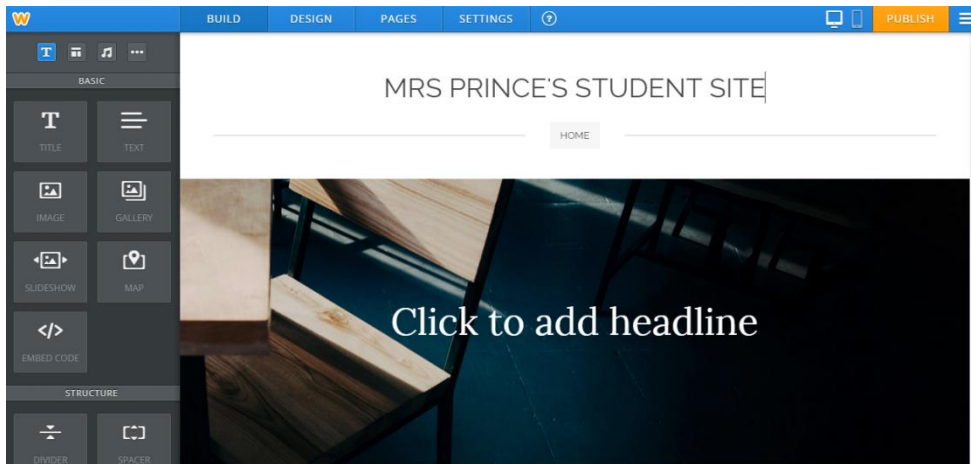 BUILD DESIGN PAGES SETTINGS ? PUBLISH
T
BASIC
MRS PRINCE'S STUDENT SITE
HOME
T
TITLE TEXT
IMAGE GALLERY
SLIDESHOW MAP
</>
EMBED CODE
Click to add headline
STRUCTURE
DIVIDER SPACER